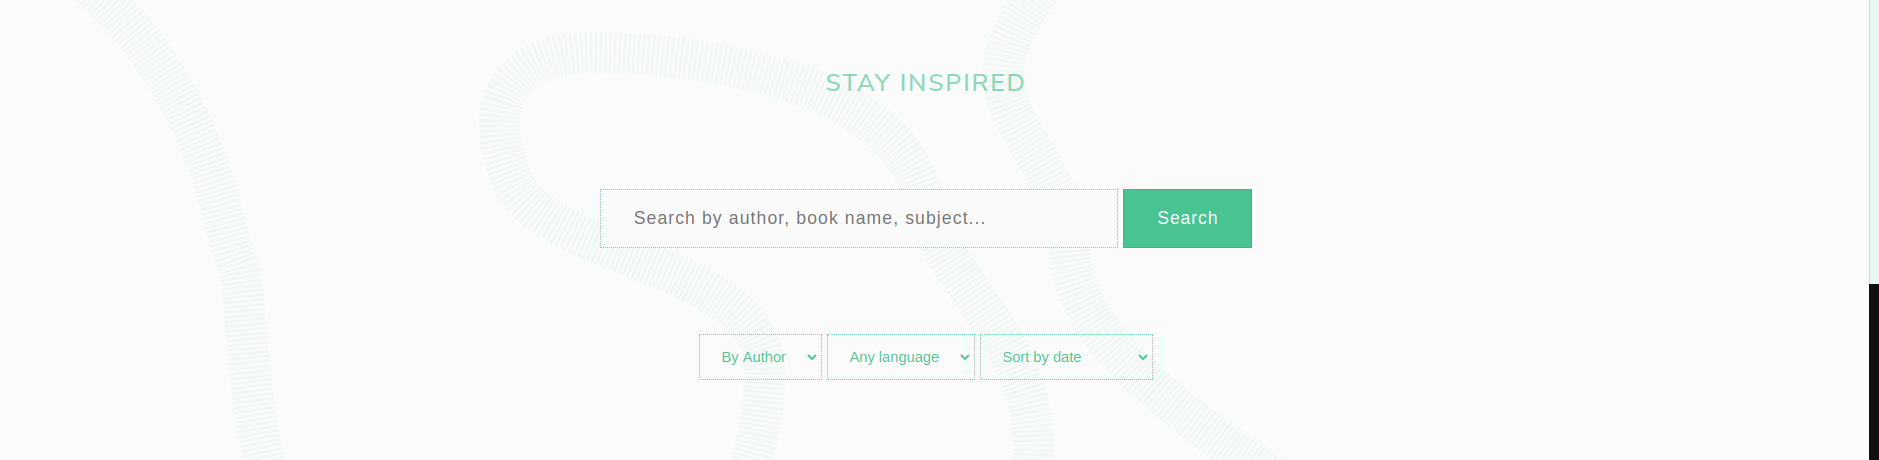 STAY INSPIRED
Search by author, book name, subject...
Search
By Author
Any language
Sort by date